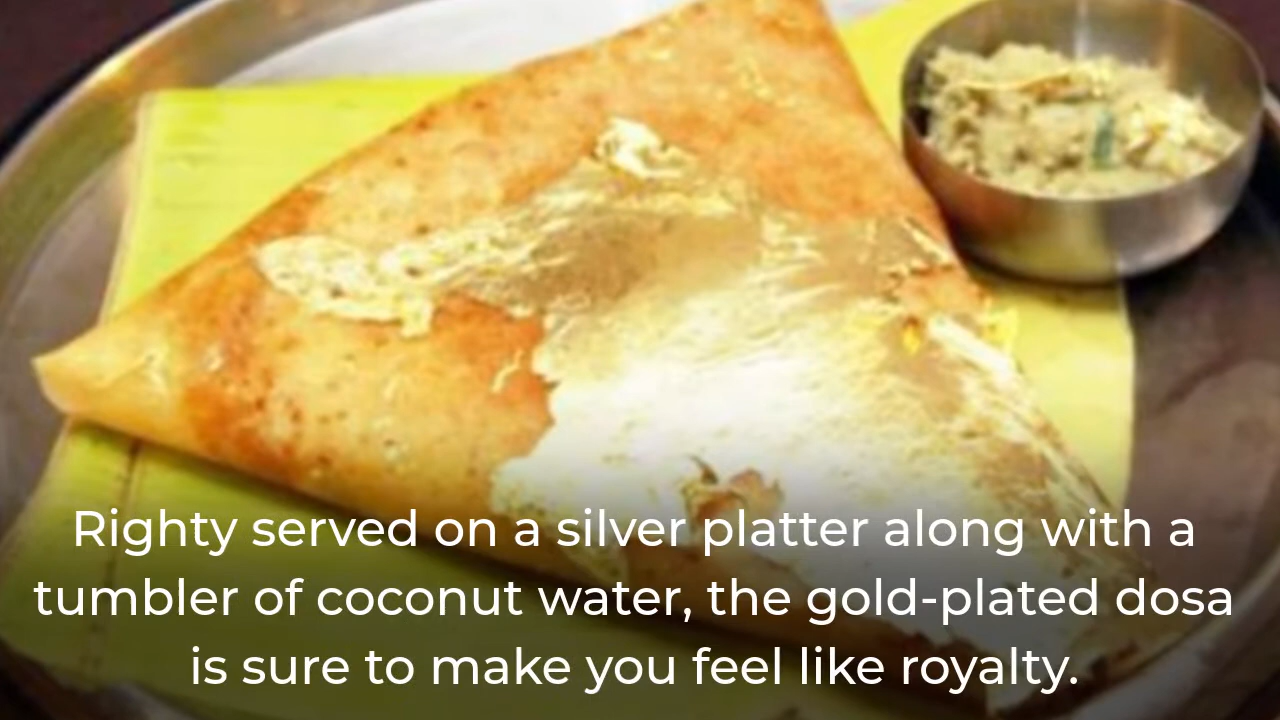 Righty served on a silver platter along with a
tumbler of coconut water, the gold-plated dosa
is sure to make you feel like royalty.